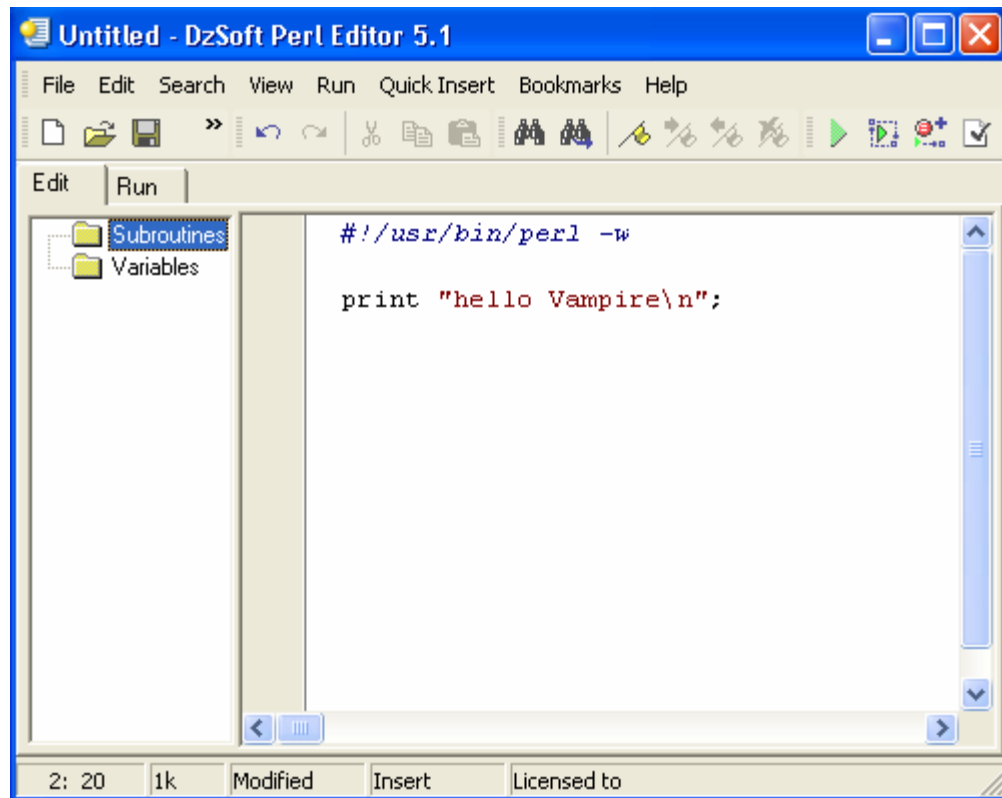 Untitled - DzSoft Perl Editor 5.1
File Edit Search View Run Quick Insert Bookmarks Help
»
Edit Run
Subroutines
Variables
#!/usr/bin/perl -w
print "hello Vampire\n";
2: 20 1k Modified Insert Licensed to